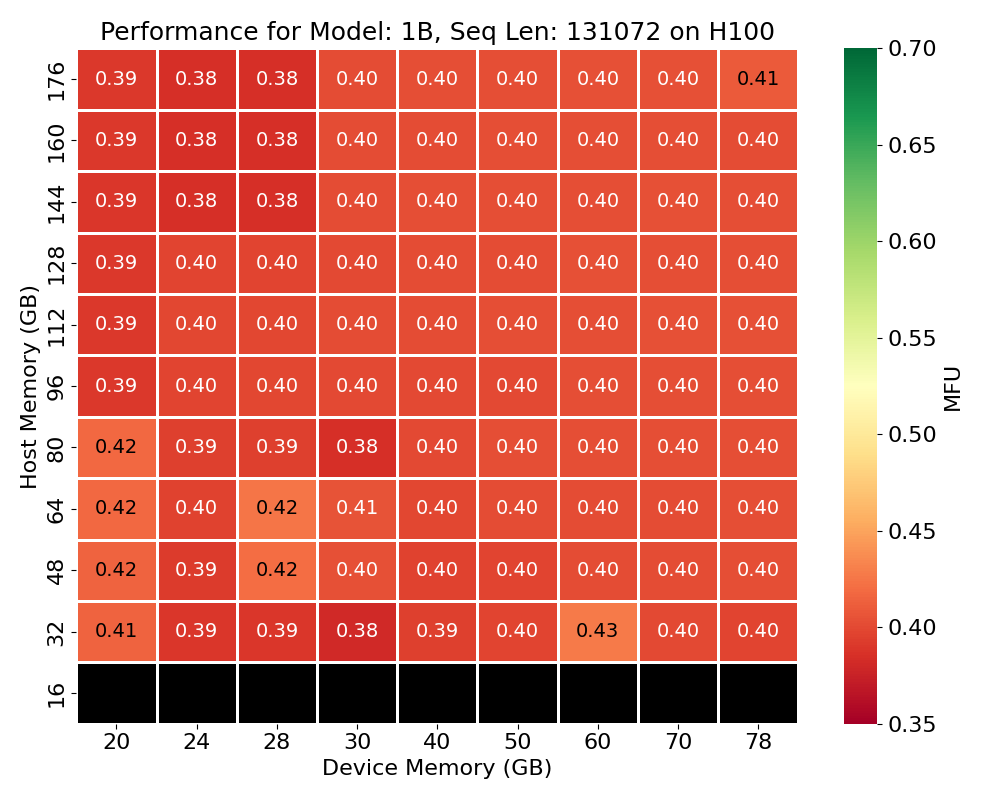 Performance for Model: 1B, Seq Len: 131072 on H100
176 0.39 0.38 0.38 0.40 0.40 0.40 0.40 0.40 0.41
160 0.39 0.38 0.38 0.40 0.40 0.40 0.40 0.40 0.40
144 0.39 0.38 0.38 0.40 0.40 0.40 0.40 0.40 0.40
128 0.39 0.40 0.40 0.40 0.40 0.40 0.40 0.40 0.40
112 0.39 0.40 0.40 0.40 0.40 0.40 0.40 0.40 0.40
96 0.39 0.40 0.40 0.40 0.40 0.40 0.40 0.40 0.40
80 0.42 0.39 0.39 0.38 0.40 0.40 0.40 0.40 0.40
64 0.42 0.40 0.42 0.41 0.40 0.40 0.40 0.40 0.40
48 0.42 0.39 0.42 0.40 0.40 0.40 0.40 0.40 0.40
32 0.41 0.39 0.39 0.38 0.39 0.40 0.43 0.40 0.40
16
20 24 28 30 40 50 60 70 78
Device Memory (GB)
Host Memory (GB)
0.70
0.65
0.60
0.55
0.50
0.45
0.40
0.35
MFU